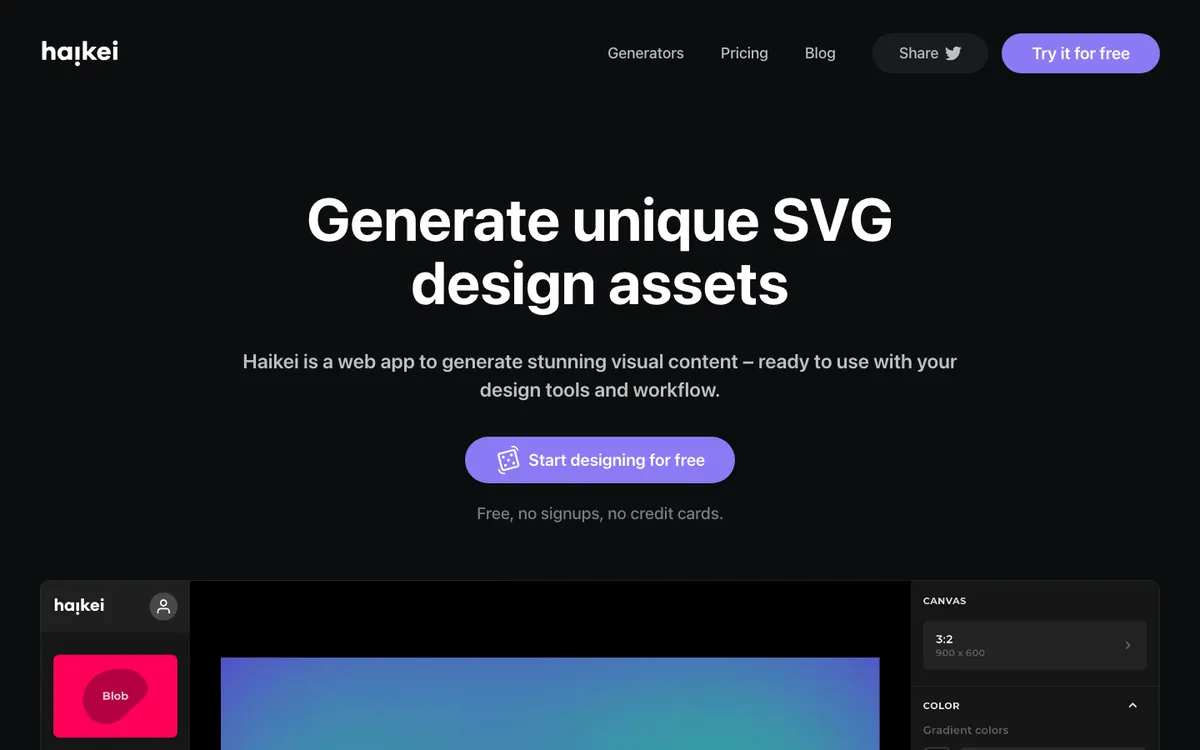 haikei
Generators
Pricing
Blog
Share
Try it for free
Generate unique SVG
design assets
Haikei is a web app to generate stunning visual content – ready to use with your
design tools and workflow.
Start designing for free
Free, no signups, no credit cards.
haikei
CANVAS
3:2
900 x 600
Blob
COLOR
Gradient colors